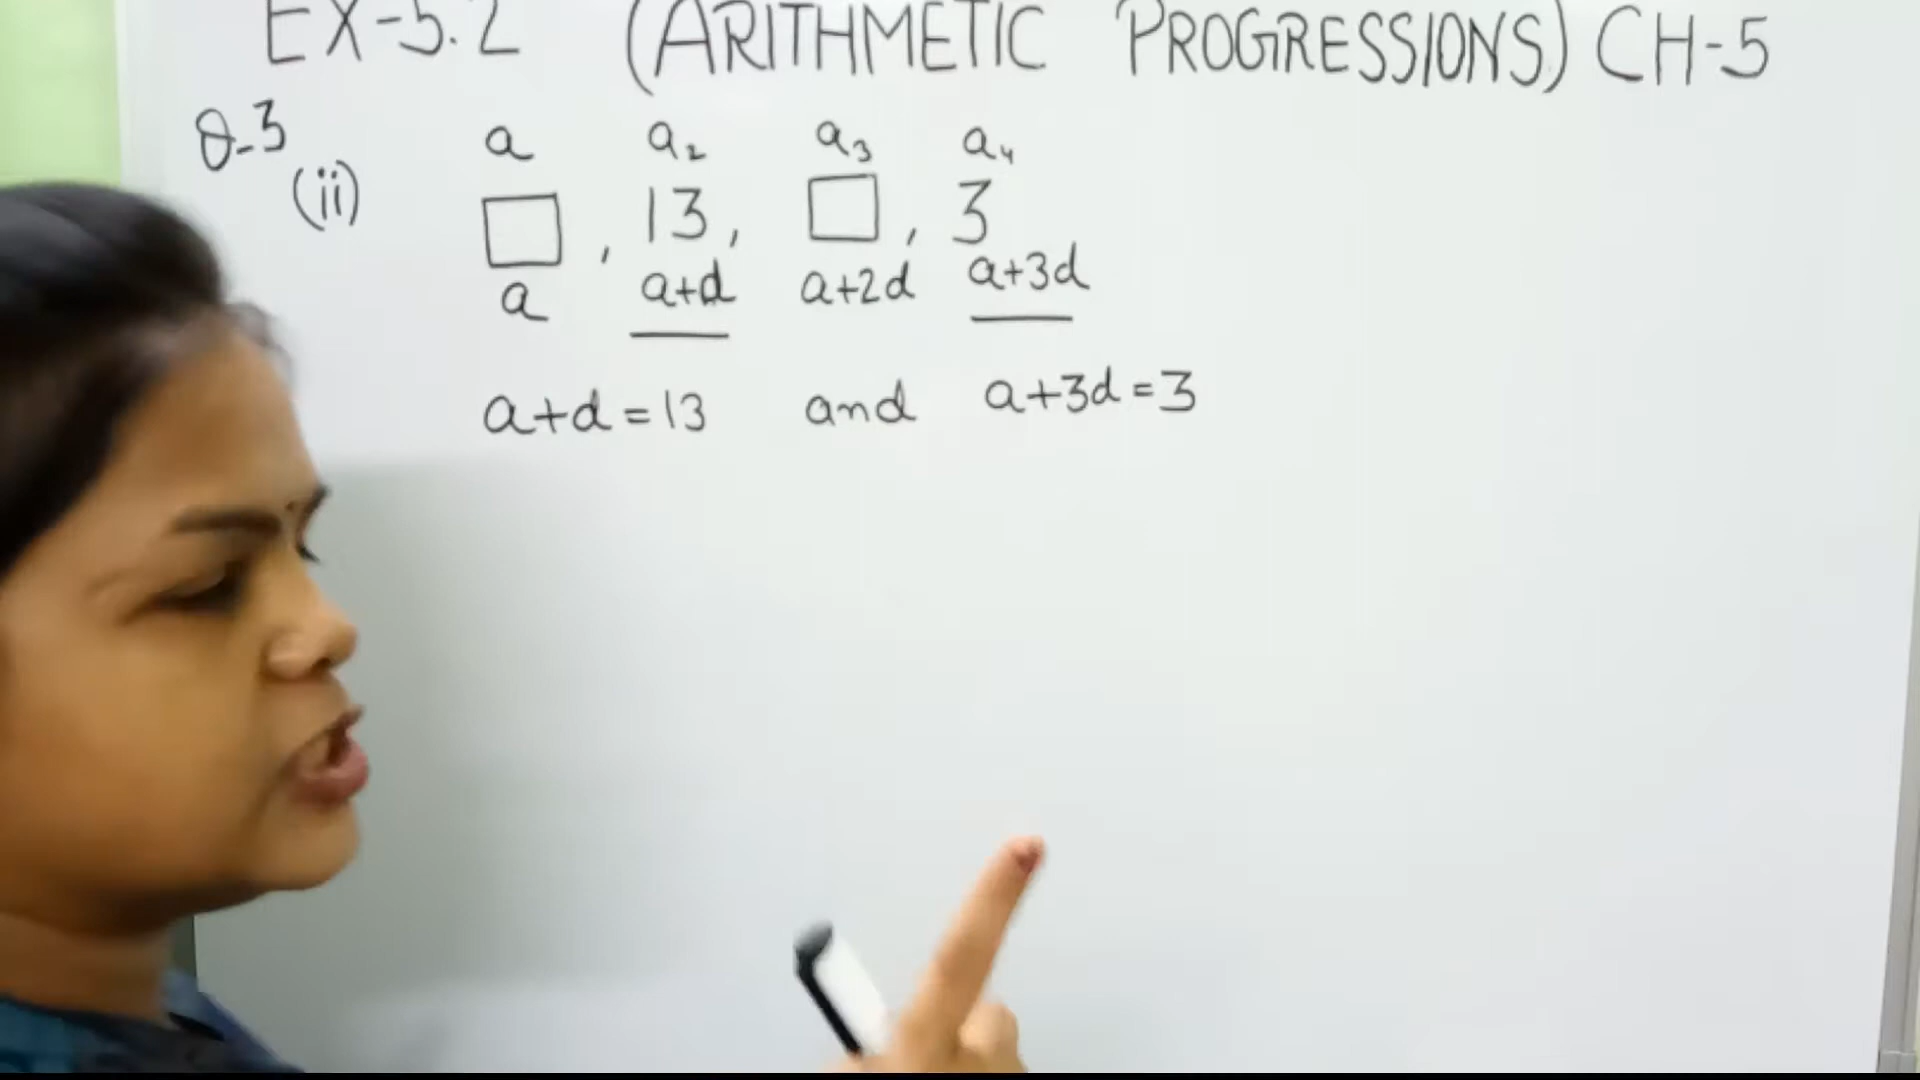 EX-5.2 (ARITHMETIC PROGRESSIONS) CH-5
Q-3
a a₂ a₃ a₄
(ii) □ , 13, □ , 3
a a+d a+2d a+3d
a+d=13 and a+3d=3